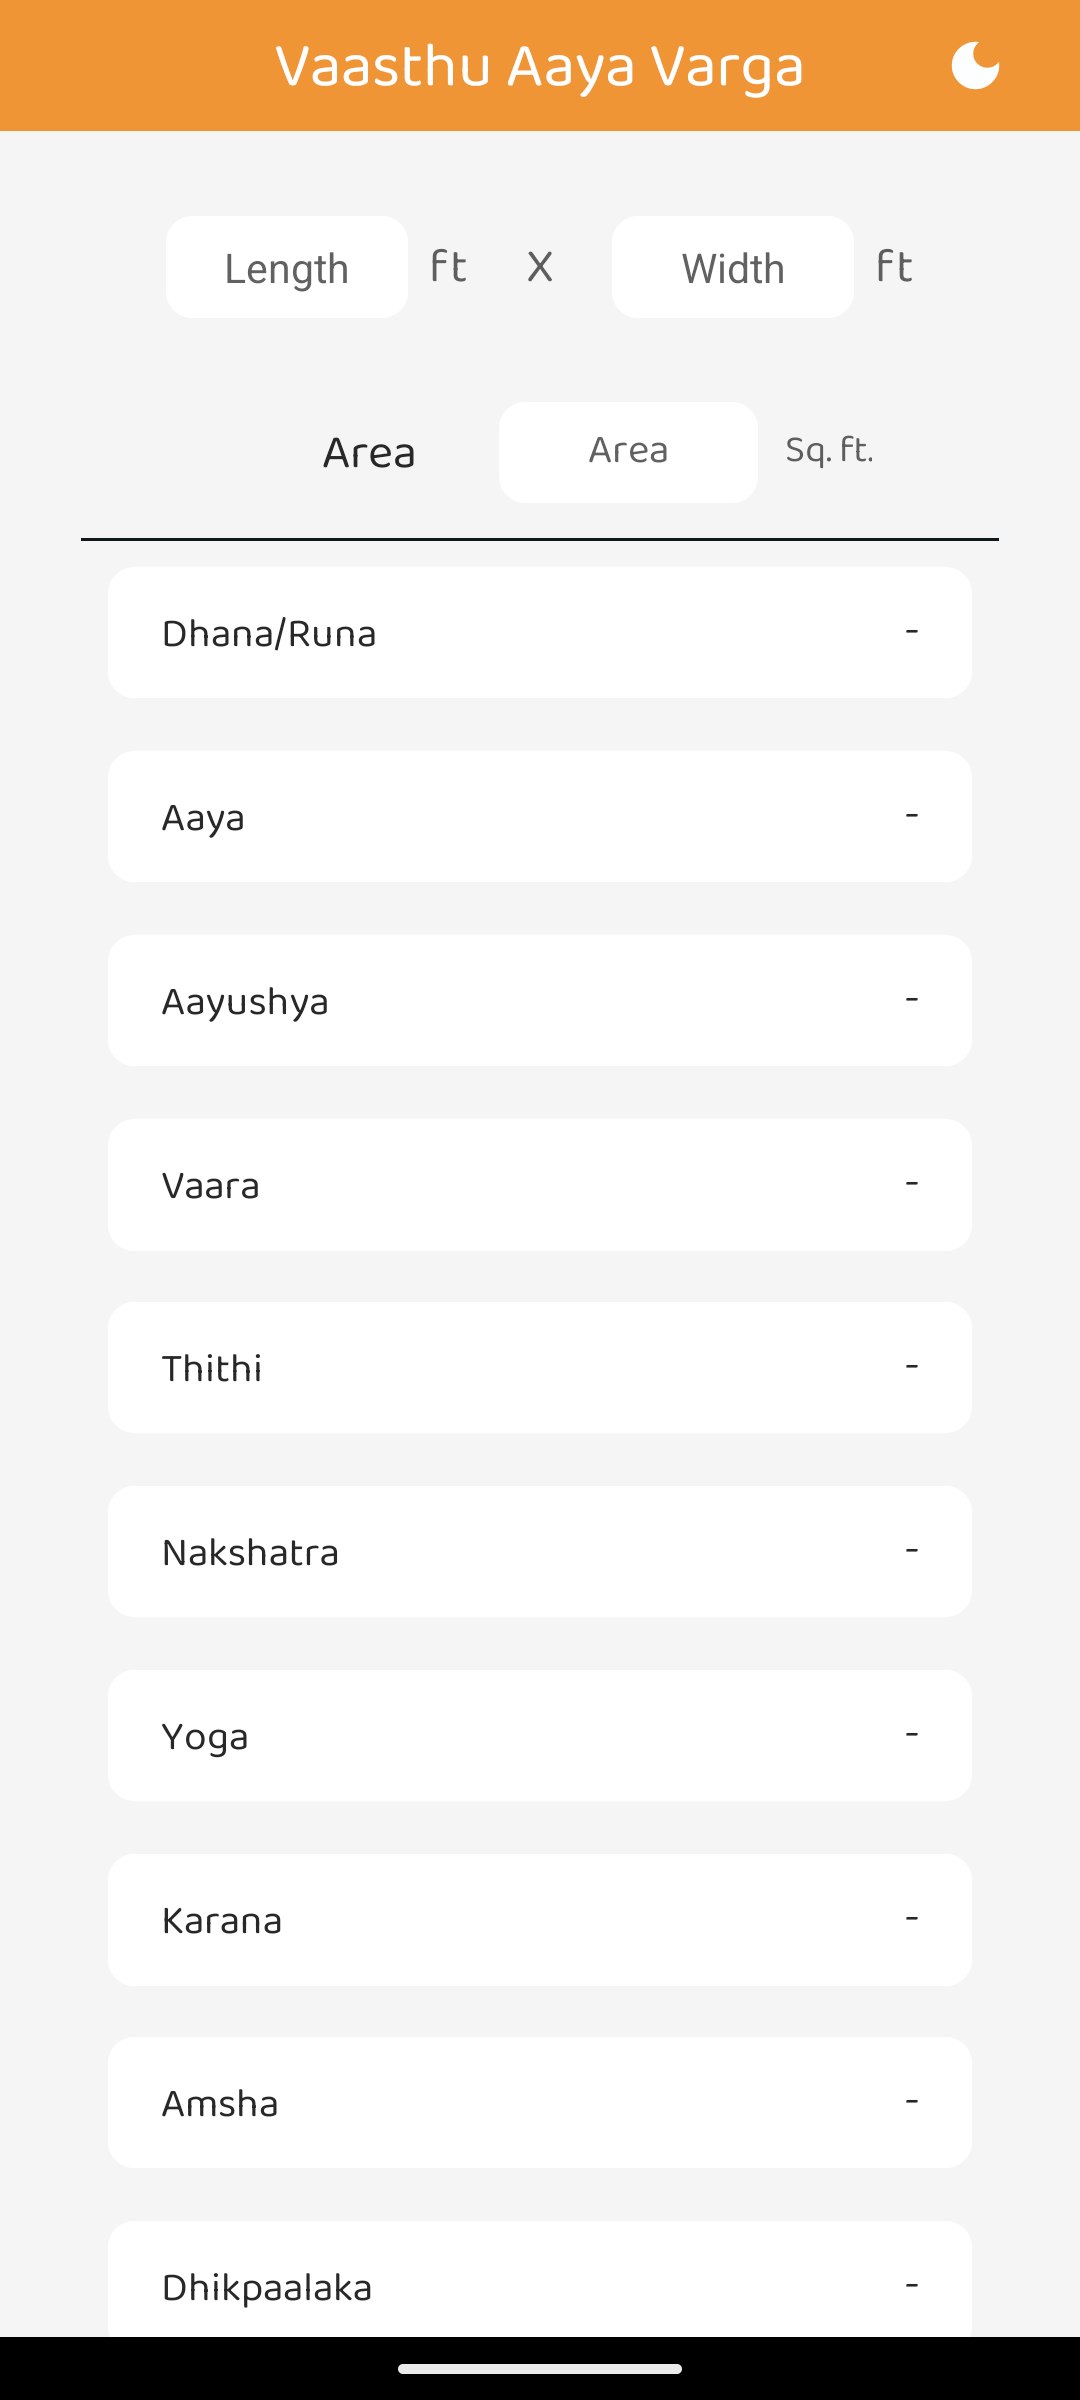 Vaasthu Aaya Varga
Length ft X Width ft
Area Area Sq. ft.
Dhana/Runa -
Aaya -
Aayushya -
Vaara -
Thithi -
Nakshatra -
Yoga -
Karana -
Amsha -
Dhikpaalaka -